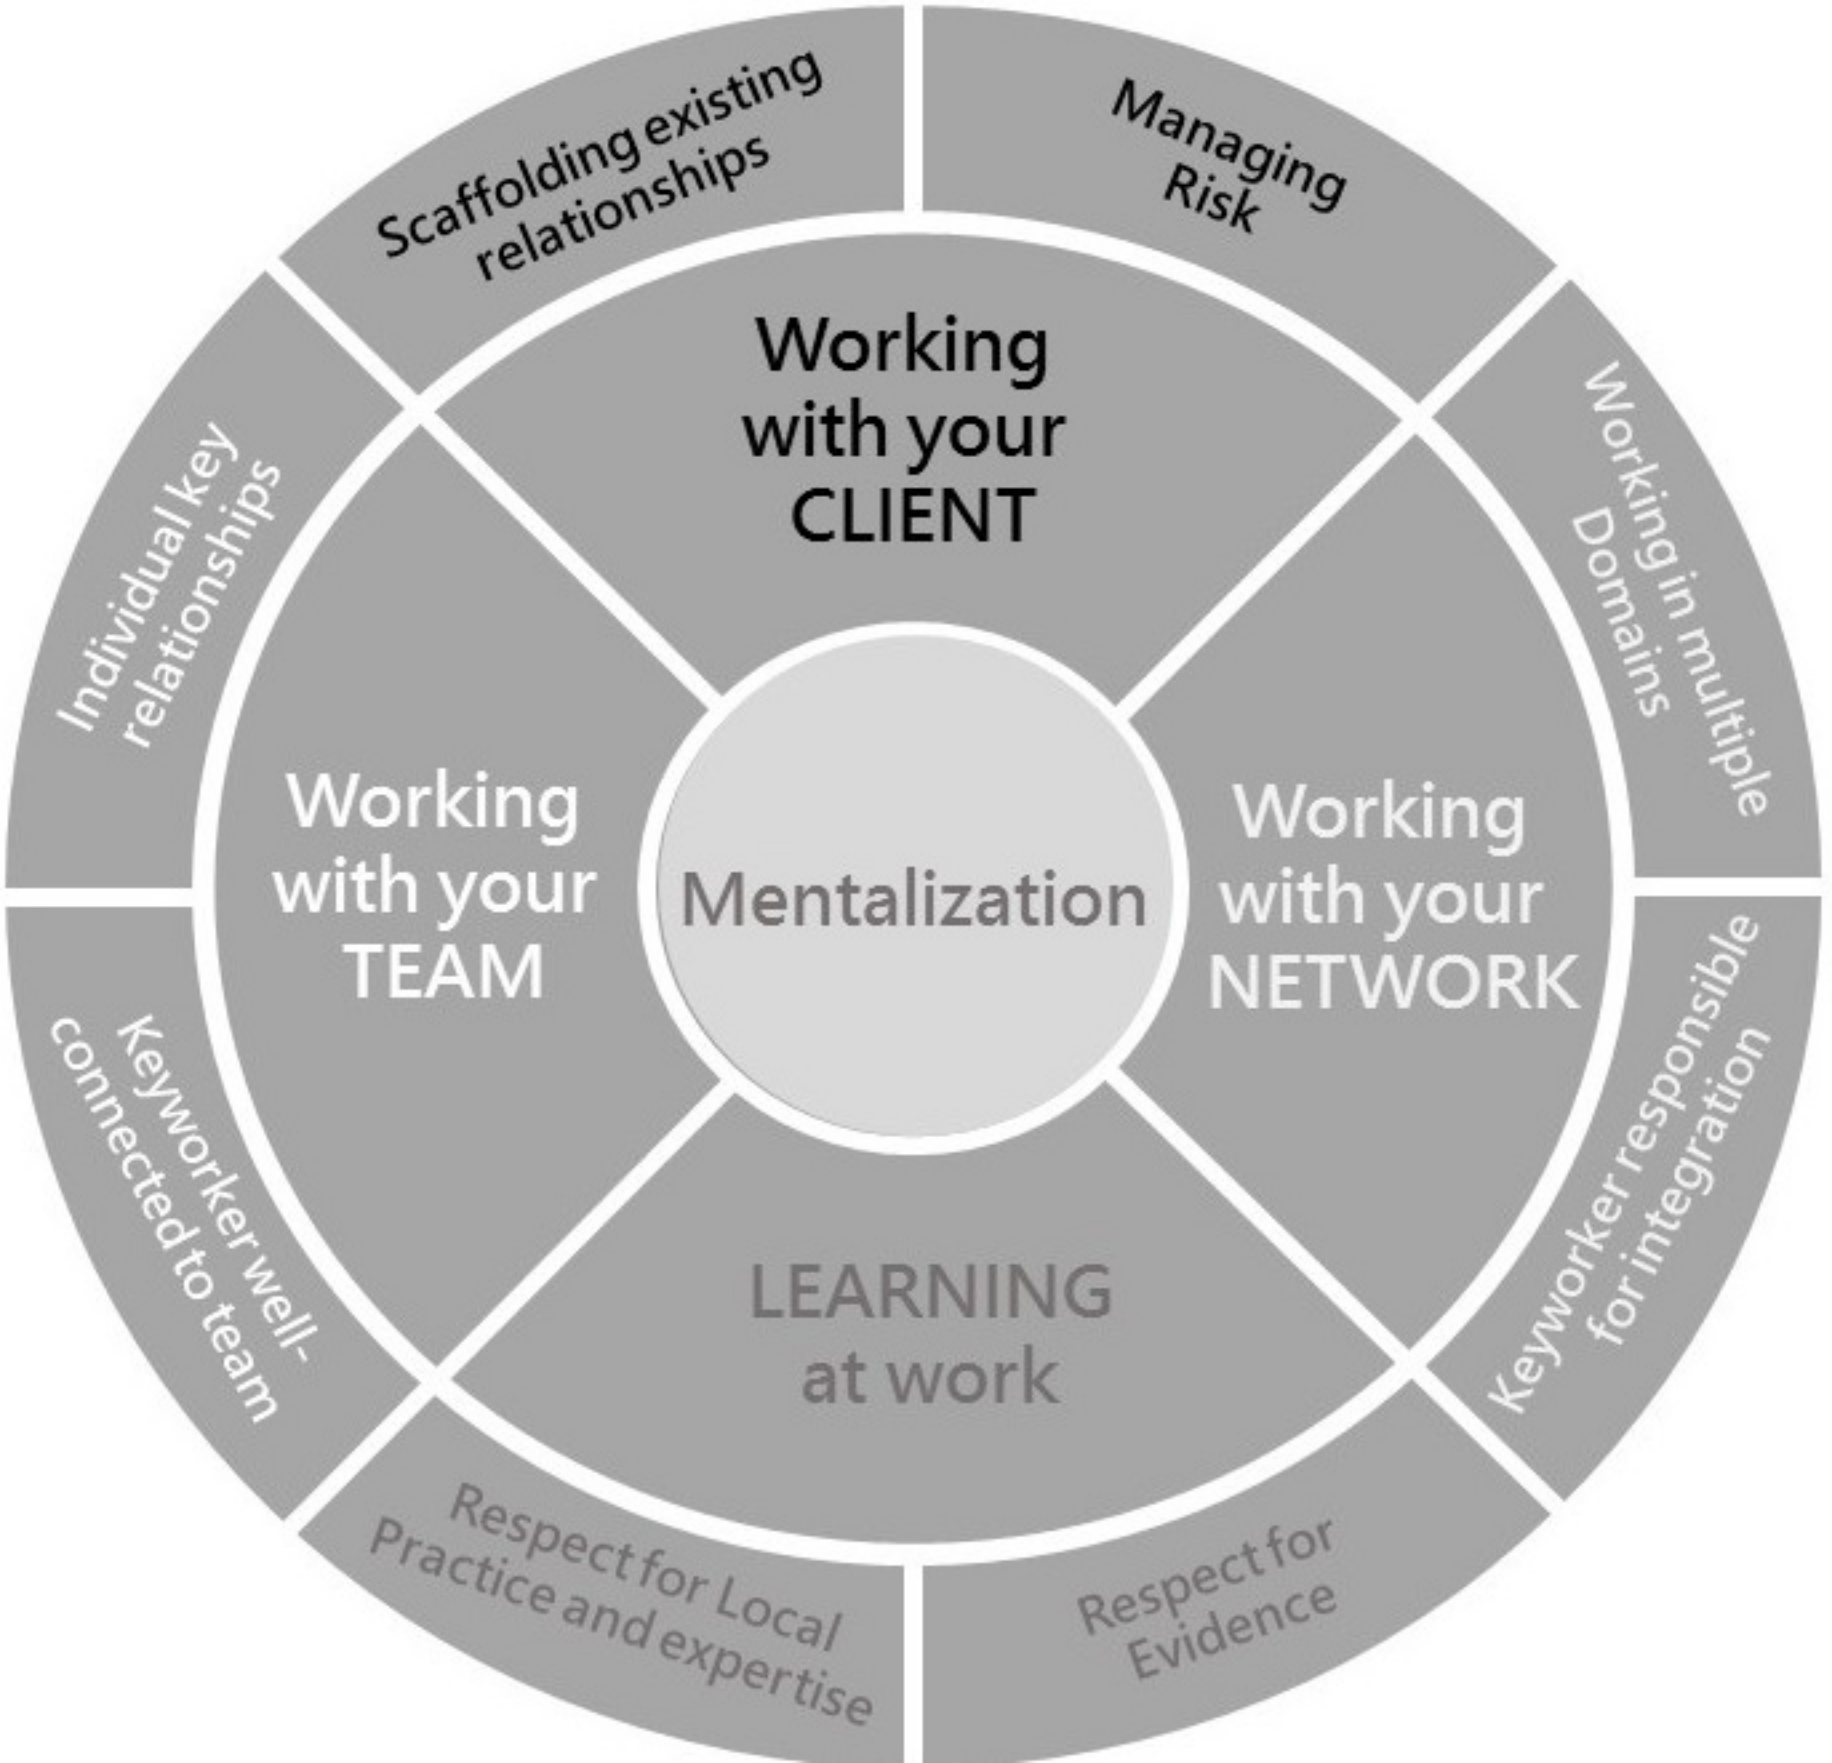 Scaffolding existing
relationships
Managing
Risk
Working
with your
CLIENT
Individual key
relationships
Working in multiple
Domains
Working
with your
TEAM
Mentalization
Working
with your
NETWORK
Keyworker well-
connected to team
Keyworker responsible
for integration
LEARNING
at work
Respect for Local
Practice and expertise
Respect for
Evidence